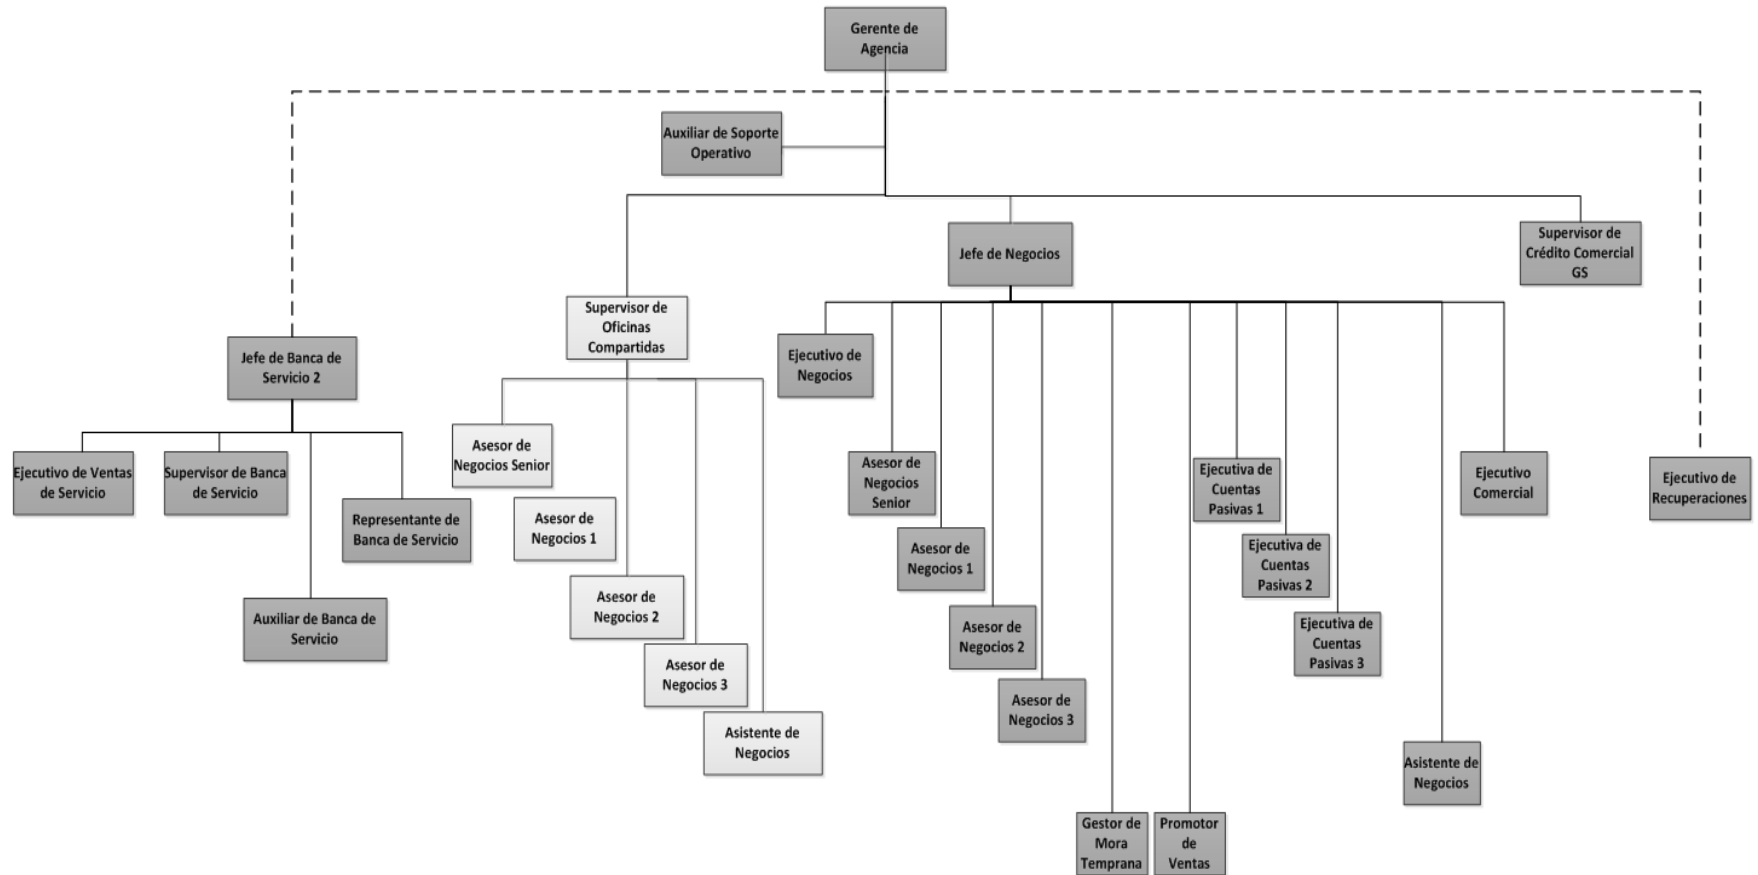 Gerente de
Agencia
Auxiliar de Soporte
Operativo
Jefe de Negocios
Supervisor de
Crédito Comercial
GS
Supervisor de
Oficinas
Compartidas
Jefe de Banca de
Servicio 2
Ejecutivo de
Negocios
Ejecutivo de Ventas
de Servicio
Supervisor de Banca
de Servicio
Representante de
Banca de Servicio
Auxiliar de Banca de
Servicio
Asesor de
Negocios Senior
Asesor de
Negocios 1
Asesor de
Negocios 2
Asesor de
Negocios 3
Asistente de
Negocios
Asesor de
Negocios
Senior
Asesor de
Negocios 1
Asesor de
Negocios 2
Asesor de
Negocios 3
Gestor de
Mora
Temprana
Promotor
de
Ventas
Ejecutiva de
Cuentas
Pasivas 1
Ejecutiva de
Cuentas
Pasivas 2
Ejecutiva de
Cuentas
Pasivas 3
Asistente de
Negocios
Ejecutivo
Comercial
Ejecutivo de
Recuperaciones